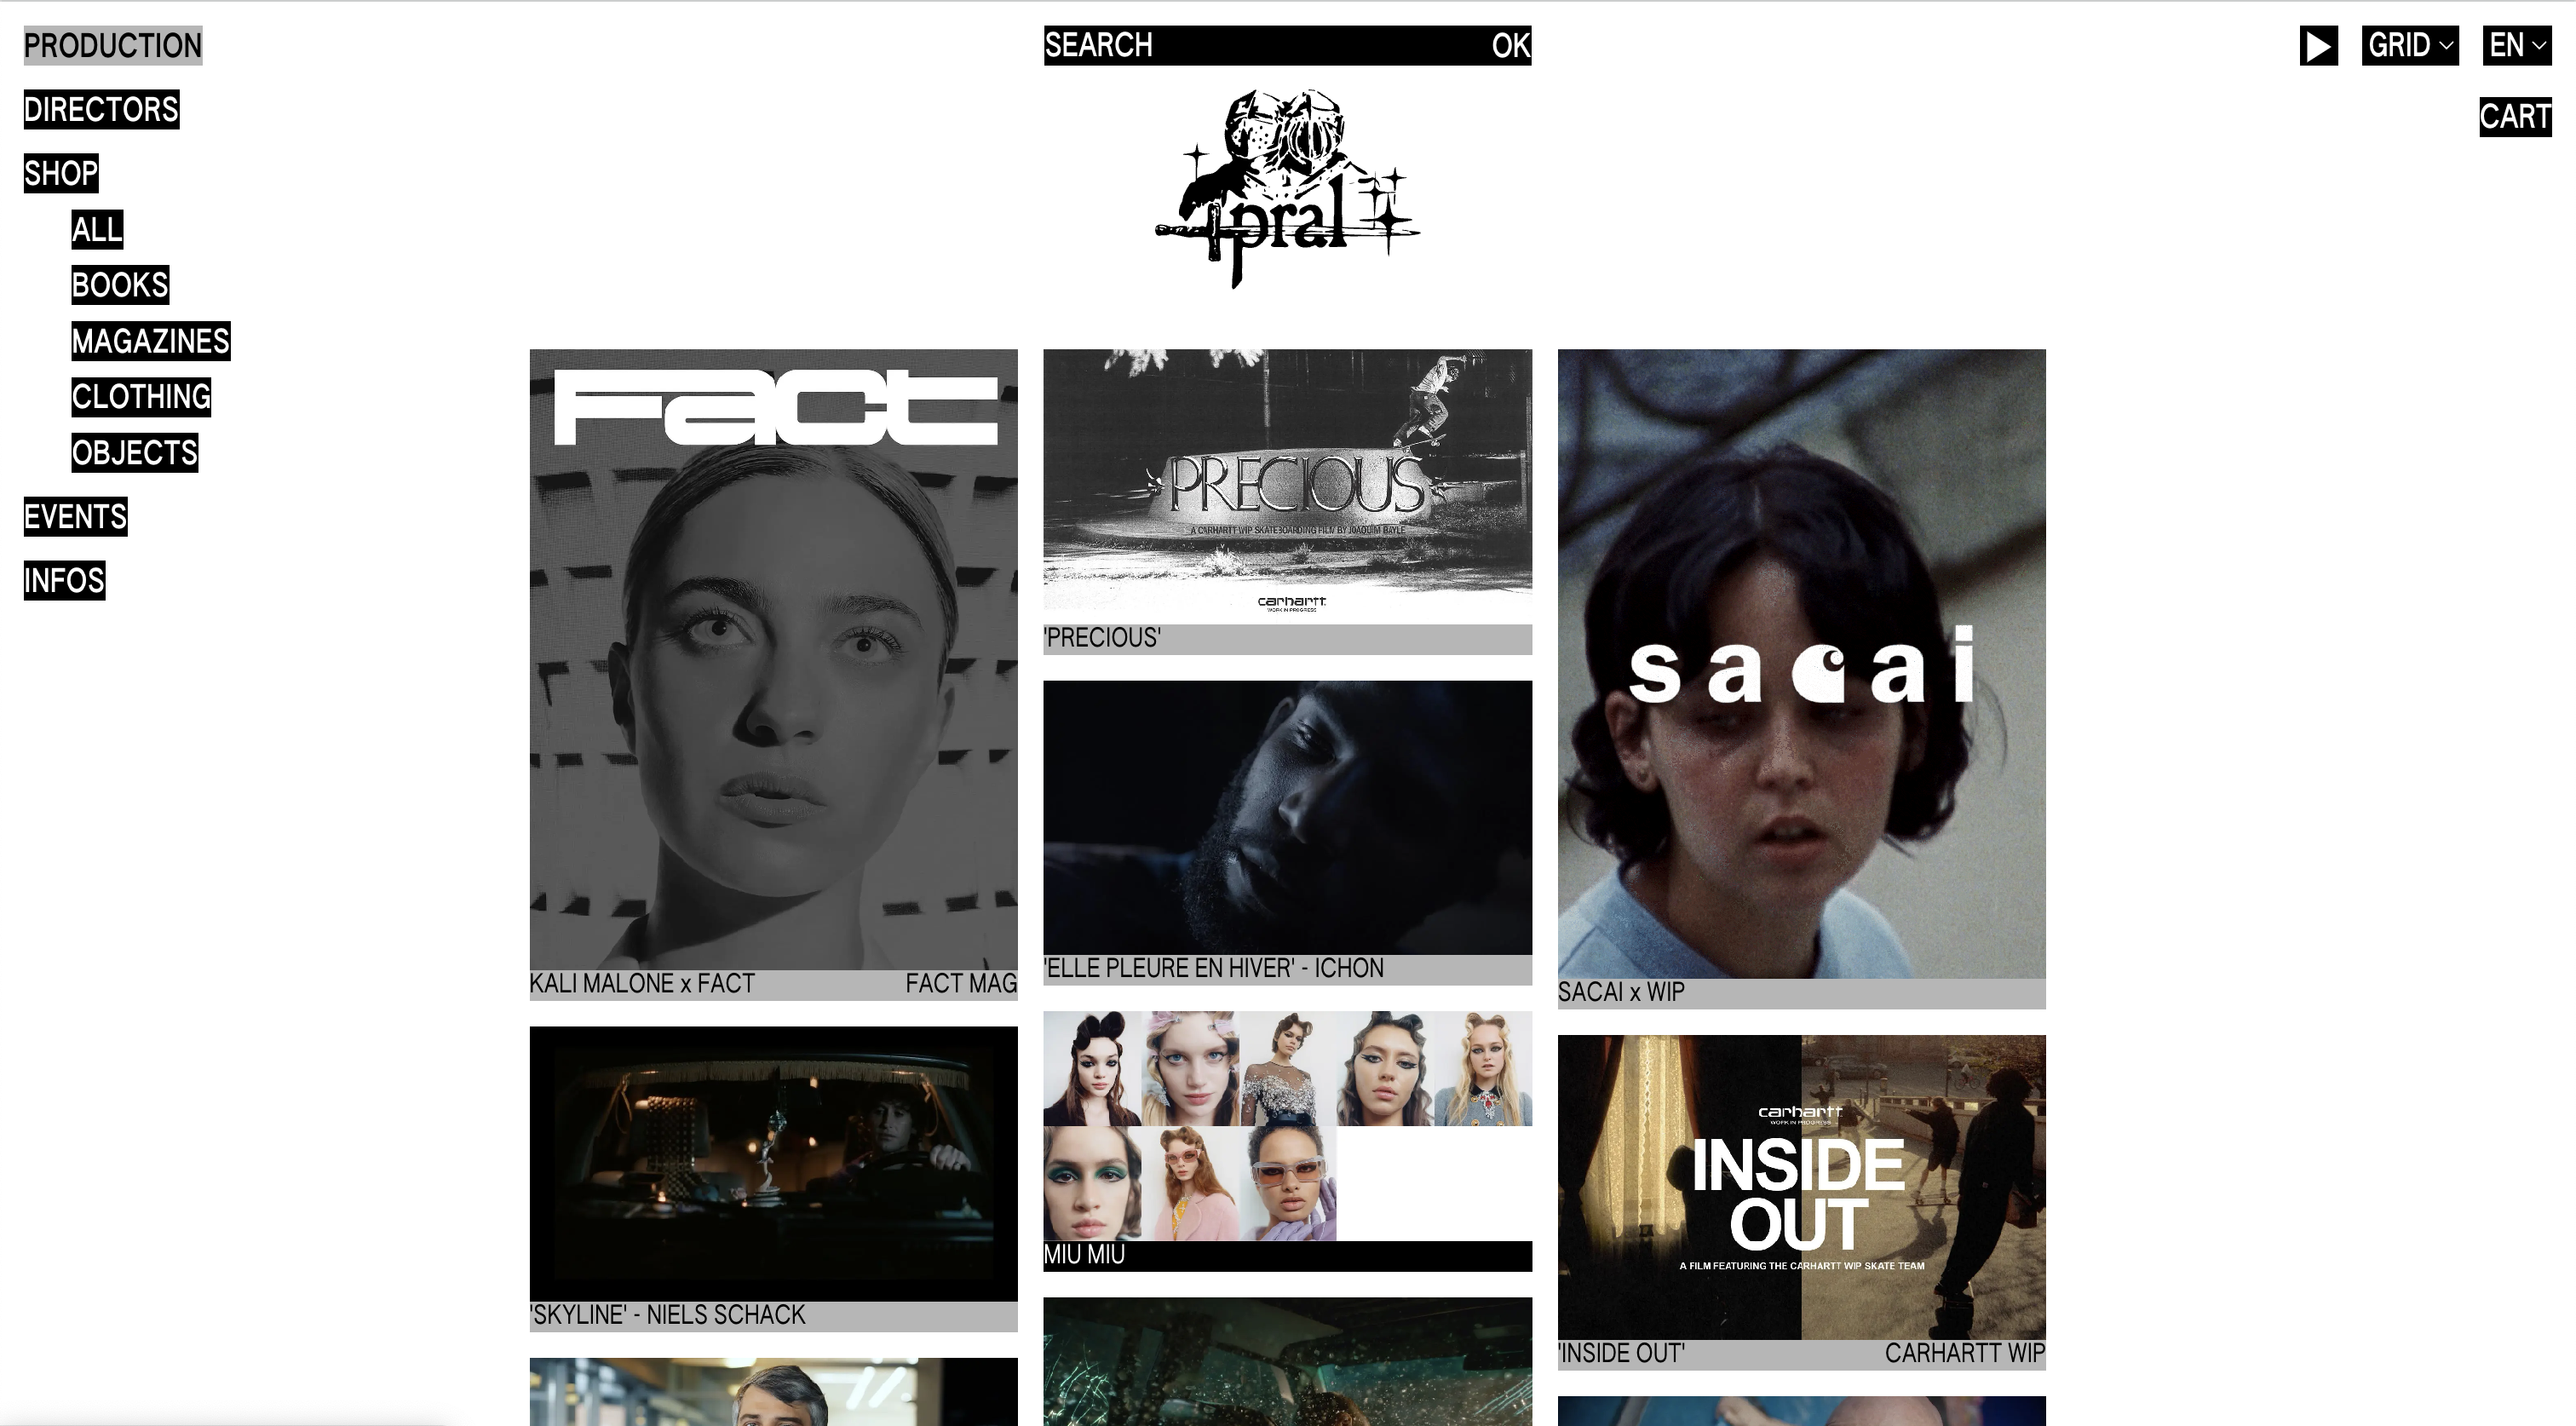 PRODUCTION
DIRECTORS
SHOP
ALL
BOOKS
MAGAZINES
CLOTHING
OBJECTS
EVENTS
INFOS
SEARCH OK
pral
GRID EN
CART
Fact
KALI MALONE x FACT FACT MAG
'SKYLINE' - NIELS SCHACK
PRECIOUS
A CARHARTT WIP SKATEBOARDING FILM BY JOAQUIM BAYLE
carhartt
WORK IN PROGRESS
'PRECIOUS'
'ELLE PLEURE EN HIVER' - ICHON
MIU MIU
sacai
SACAI x WIP
carhartt
WORK IN PROGRESS
INSIDE
OUT
A FILM FEATURING THE CARHARTT WIP SKATE TEAM
'INSIDE OUT' CARHARTT WIP